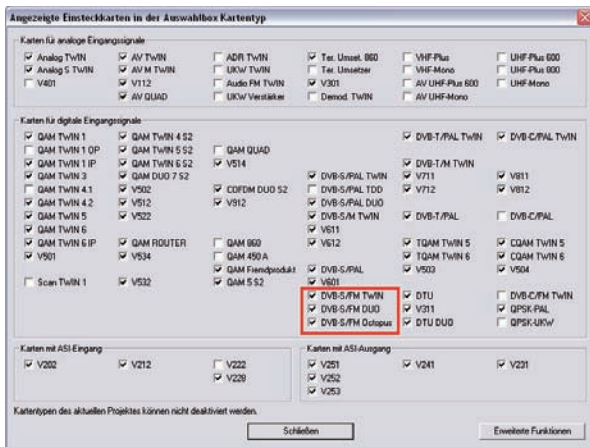 Angezeigte Einsteckkarten in der Auswahlbox Kartentyp
Karten für analoge Eingangssignale
Analog TWIN AV TWIN ADR TWIN Ter. Umset. 860 VHF-Plus UHF-Plus 600
Analog S TWIN AV M TWIN UKW TWIN Ter. Umsetzer VHF-Mono UHF-Plus 800
V401 V112 Audio FM TWIN V301 AV UHF-Plus 600 UHF-Mono
AV QUAD UKW Verstärker Demod. TWIN AV UHF-Mono
Karten für digitale Eingangssignale
QAM TWIN 1 QAM TWIN 4 S2 DVB-T/PAL TWIN DVB-C/PAL TWIN
QAM TWIN 1 OP QAM TWIN 5 S2 QAM QUAD
QAM TWIN 1 IP QAM TWIN 6 S2 V514 DVB-T/M TWIN
QAM TWIN 3 QAM DUO 7 S2 DVB-S/PAL TWIN V711 V811
QAM TWIN 4.1 V502 COFDM DUO S2 DVB-S/PAL TDD V712 V812
QAM TWIN 4.2 V512 V912 DVB-S/PAL DUO
QAM TWIN 5 V522 DVB-S/M TWIN DVB-T/PAL DVB-C/PAL
QAM TWIN 6 V611
QAM TWIN 6 IP QAM ROUTER QAM 860 V612 TQAM TWIN 5 CQAM TWIN 5
V501 V534 QAM 450 A TQAM TWIN 6 CQAM TWIN 6
QAM Fremdprodukt DVB-S/PAL V503 V504
Scan TWIN 1 V532 QAM 5 S2 V601
DVB-S/FM TWIN DTU DVB-C/FM TWIN
DVB-S/FM DUO V311 QPSK-PAL
DVB-S/FM Octopus DTU DUO QPSK-UKW
Karten mit ASI-Eingang Karten mit ASI-Ausgang
V202 V212 V222 V251 V241 V231
V228 V252
V253
Kartentypen des aktuellen Projektes können nicht deaktiviert werden.
Schließen Erweiterte Funktionen